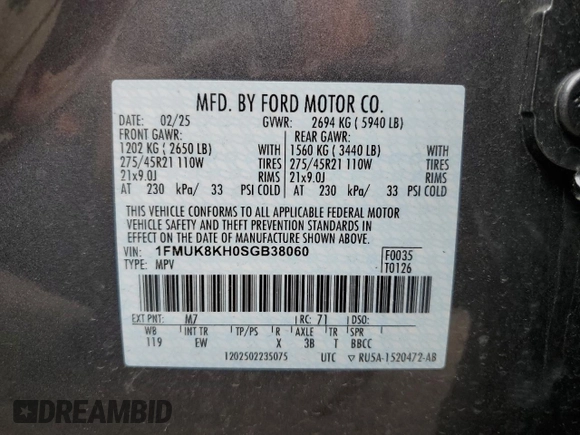 MFD. BY FORD MOTOR CO.
DATE: 02/25 GVWR: 2694 KG ( 5940 LB)
FRONT GAWR: REAR GAWR:
1202 KG ( 2650 LB) WITH 1560 KG ( 3440 LB) WITH
275/45R21 110W TIRES 275/45R21 110W TIRES
21x9.0J RIMS 21x9.0J RIMS
AT 230 kPa/ 33 PSI COLD AT 230 kPa/ 33 PSI COLD
THIS VEHICLE CONFORMS TO ALL APPLICABLE FEDERAL MOTOR
VEHICLE SAFETY AND THEFT PREVENTION STANDARDS IN
EFFECT ON THE DATE OF MANUFACTURE SHOWN ABOVE.
VIN: 1FMUK8KH0SGB38060 F0035
TYPE: MPV T0126
EXT PNT: M7 RC: 71 DSO:
WB INT TR TP/PS R AXLE TR SPR
119 EW X 3B T BBCC
1202502235075 UTC ▽ RU5A-1520472-AB
DREAMBID